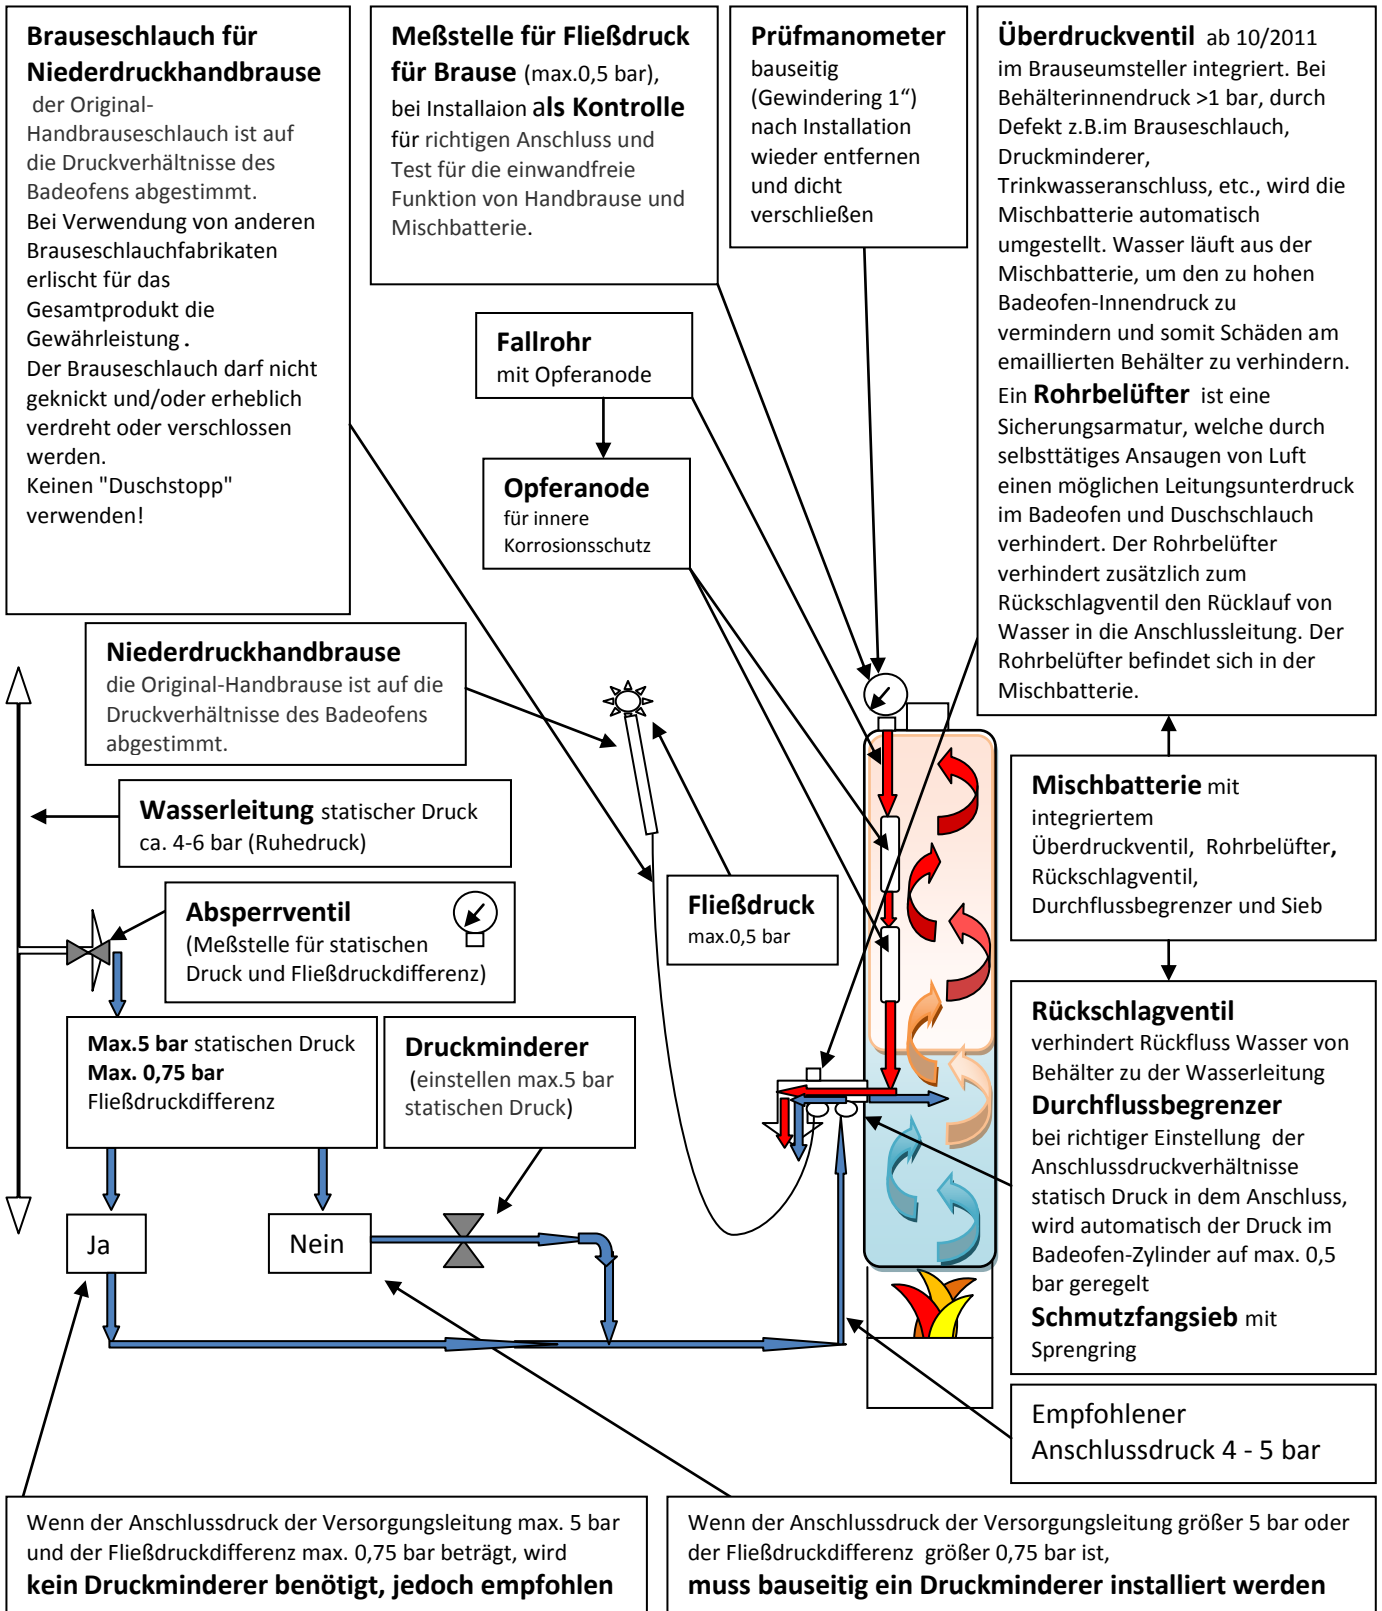 Brauseschlauch für
Niederdruckhandbrause
der Original-
Handbrauseschlauch ist auf
die Druckverhältnisse des
Badeofens abgestimmt.
Bei Verwendung von anderen
Brauseschlauchfabrikaten
erlischt für das
Gesamtprodukt die
Gewährleistung.
Der Brauseschlauch darf nicht
geknickt und/oder erheblich
verdreht oder verschlossen
werden.
Keinen "Duschstopp"
verwenden!
Meßstelle für Fließdruck
für Brause (max.0,5 bar),
bei Installaion als Kontrolle
für richtigen Anschluss und
Test für die einwandfreie
Funktion von Handbrause und
Mischbatterie.
Prüfmanometer
bauseitig
(Gewindering 1“)
nach Installation
wieder entfernen
und dicht
verschließen
Überdruckventil ab 10/2011
im Brauseumsteller integriert. Bei
Behälterinnendruck >1 bar, durch
Defekt z.B.im Brauseschlauch,
Druckminderer,
Trinkwasseranschluss, etc., wird die
Mischbatterie automatisch
umgestellt. Wasser läuft aus der
Mischbatterie, um den zu hohen
Badeofen-Innendruck zu
vermindern und somit Schäden am
emaillierten Behälter zu verhindern.
Ein Rohrbelüfter ist eine
Sicherungsarmatur, welche durch
selbsttätiges Ansaugen von Luft
einen möglichen Leitungsunterdruck
im Badeofen und Duschschlauch
verhindert. Der Rohrbelüfter
verhindert zusätzlich zum
Rückschlagventil den Rücklauf von
Wasser in die Anschlussleitung. Der
Rohrbelüfter befindet sich in der
Mischbatterie.
Fallrohr
mit Opferanode
Opferanode
für innere
Korrosionsschutz
Niederdruckhandbrause
die Original-Handbrause ist auf die
Druckverhältnisse des Badeofens
abgestimmt.
Wasserleitung statischer Druck
ca. 4-6 bar (Ruhedruck)
Absperrventil
(Meßstelle für statischen
Druck und Fließdruckdifferenz)
Fließdruck
max.0,5 bar
Mischbatterie mit
integriertem
Überdruckventil, Rohrbelüfter,
Rückschlagventil,
Durchflussbegrenzer und Sieb
Max.5 bar statischen Druck
Max. 0,75 bar
Fließdruckdifferenz
Druckminderer
(einstellen max.5 bar
statischen Druck)
Rückschlagventil
verhindert Rückfluss Wasser von
Behälter zu der Wasserleitung
Durchflussbegrenzer
bei richtiger Einstellung der
Anschlussdruckverhältnisse
statisch Druck in dem Anschluss,
wird automatisch der Druck im
Badeofen-Zylinder auf max. 0,5
bar geregelt
Schmutzfangsieb mit
Sprengring
Ja
Nein
Empfohlener
Anschlussdruck 4 - 5 bar
Wenn der Anschlussdruck der Versorgungsleitung max. 5 bar
und der Fließdruckdifferenz max. 0,75 bar beträgt, wird
kein Druckminderer benötigt, jedoch empfohlen
Wenn der Anschlussdruck der Versorgungsleitung größer 5 bar oder
der Fließdruckdifferenz größer 0,75 bar ist,
muss bauseitig ein Druckminderer installiert werden